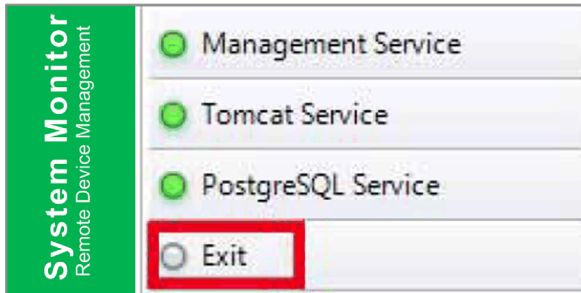 System Monitor
Remote Device Management
Management Service
Tomcat Service
PostgreSQL Service
Exit